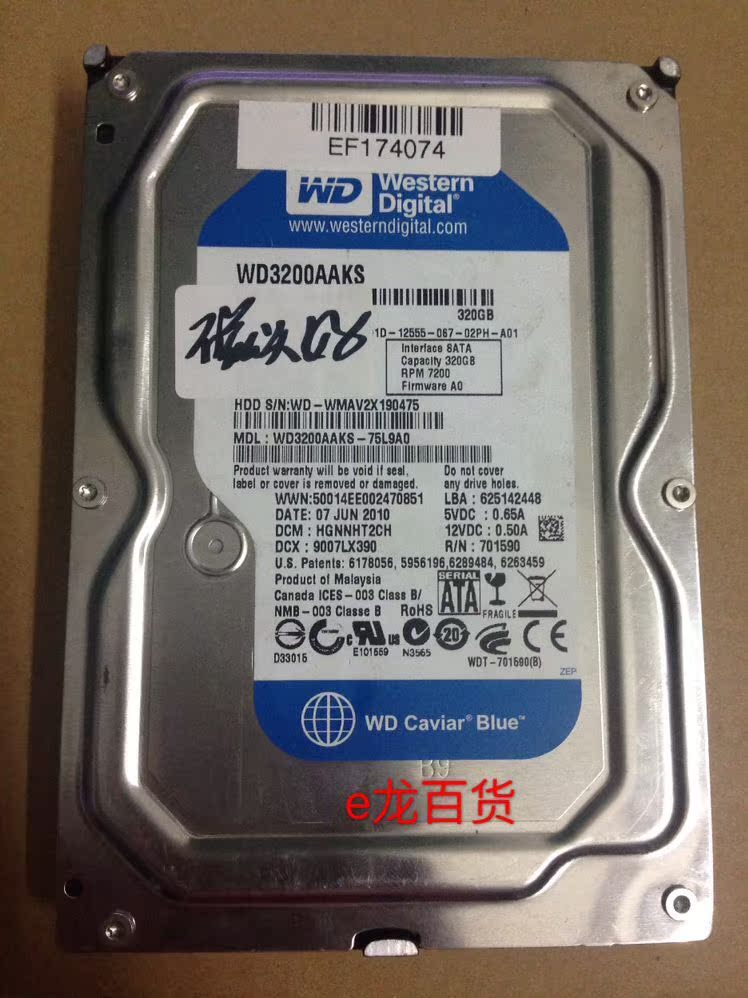 EF174074
WD Western
Digital®
www.westerndigital.com
WD3200AAKS
320GB
1D-12555-067-02PH-A01
Interface SATA
Capacity 320GB
RPM 7200
Firmware A0
HDD S/N:WD-WMAV2X190475
MDL : WD3200AAKS-75L9A0
Product warranty will be void if seal,
label or cover is removed or damaged.
Do not cover
any drive holes.
WWN:50014EE002470851
LBA : 625142448
DATE: 07 JUN 2010
5VDC : 0.65A
DCM : HGNNHT2CH
12VDC : 0.50A
DCX : 9007LX390
R/N : 701590
U.S. Patents: 6178056, 5956196,6289484, 6263459
Product of Malaysia
Canada ICES-003 Class B/
NMB-003 Classe B
RoHS
SERIAL
ATA
FRAGILE
20
CE
D33015
E101559
N3565
WDT-701590(B)
ZEP
WD Caviar® Blue™
B9
e龙百货